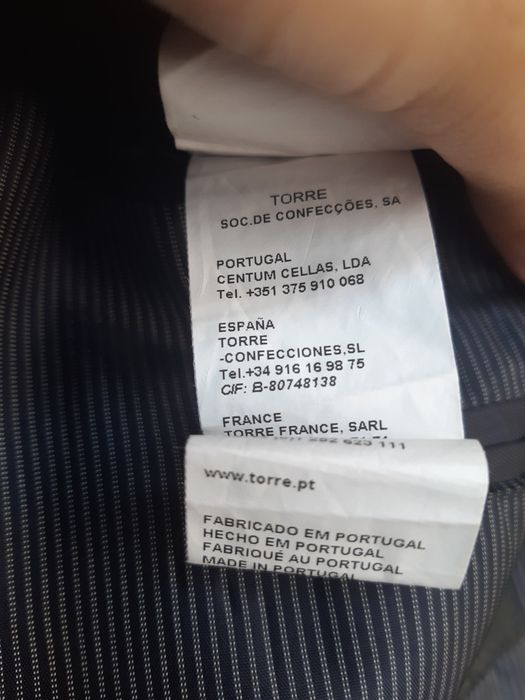 TORRE
SOC.DE CONFECÇÕES, SA
PORTUGAL
CENTUM CELLAS, LDA
Tel. +351 375 910 068
ESPAÑA
TORRE
-CONFECCIONES,SL
Tel.+34 916 16 98 75
CIF: B-80748138
FRANCE
TORRE FRANCE, SARL
111
www.torre.pt
FABRICADO EM PORTUGAL
HECHO EM PORTUGAL
FABRIQUÉ AU PORTUGAL
MADE IN PORTUGAL